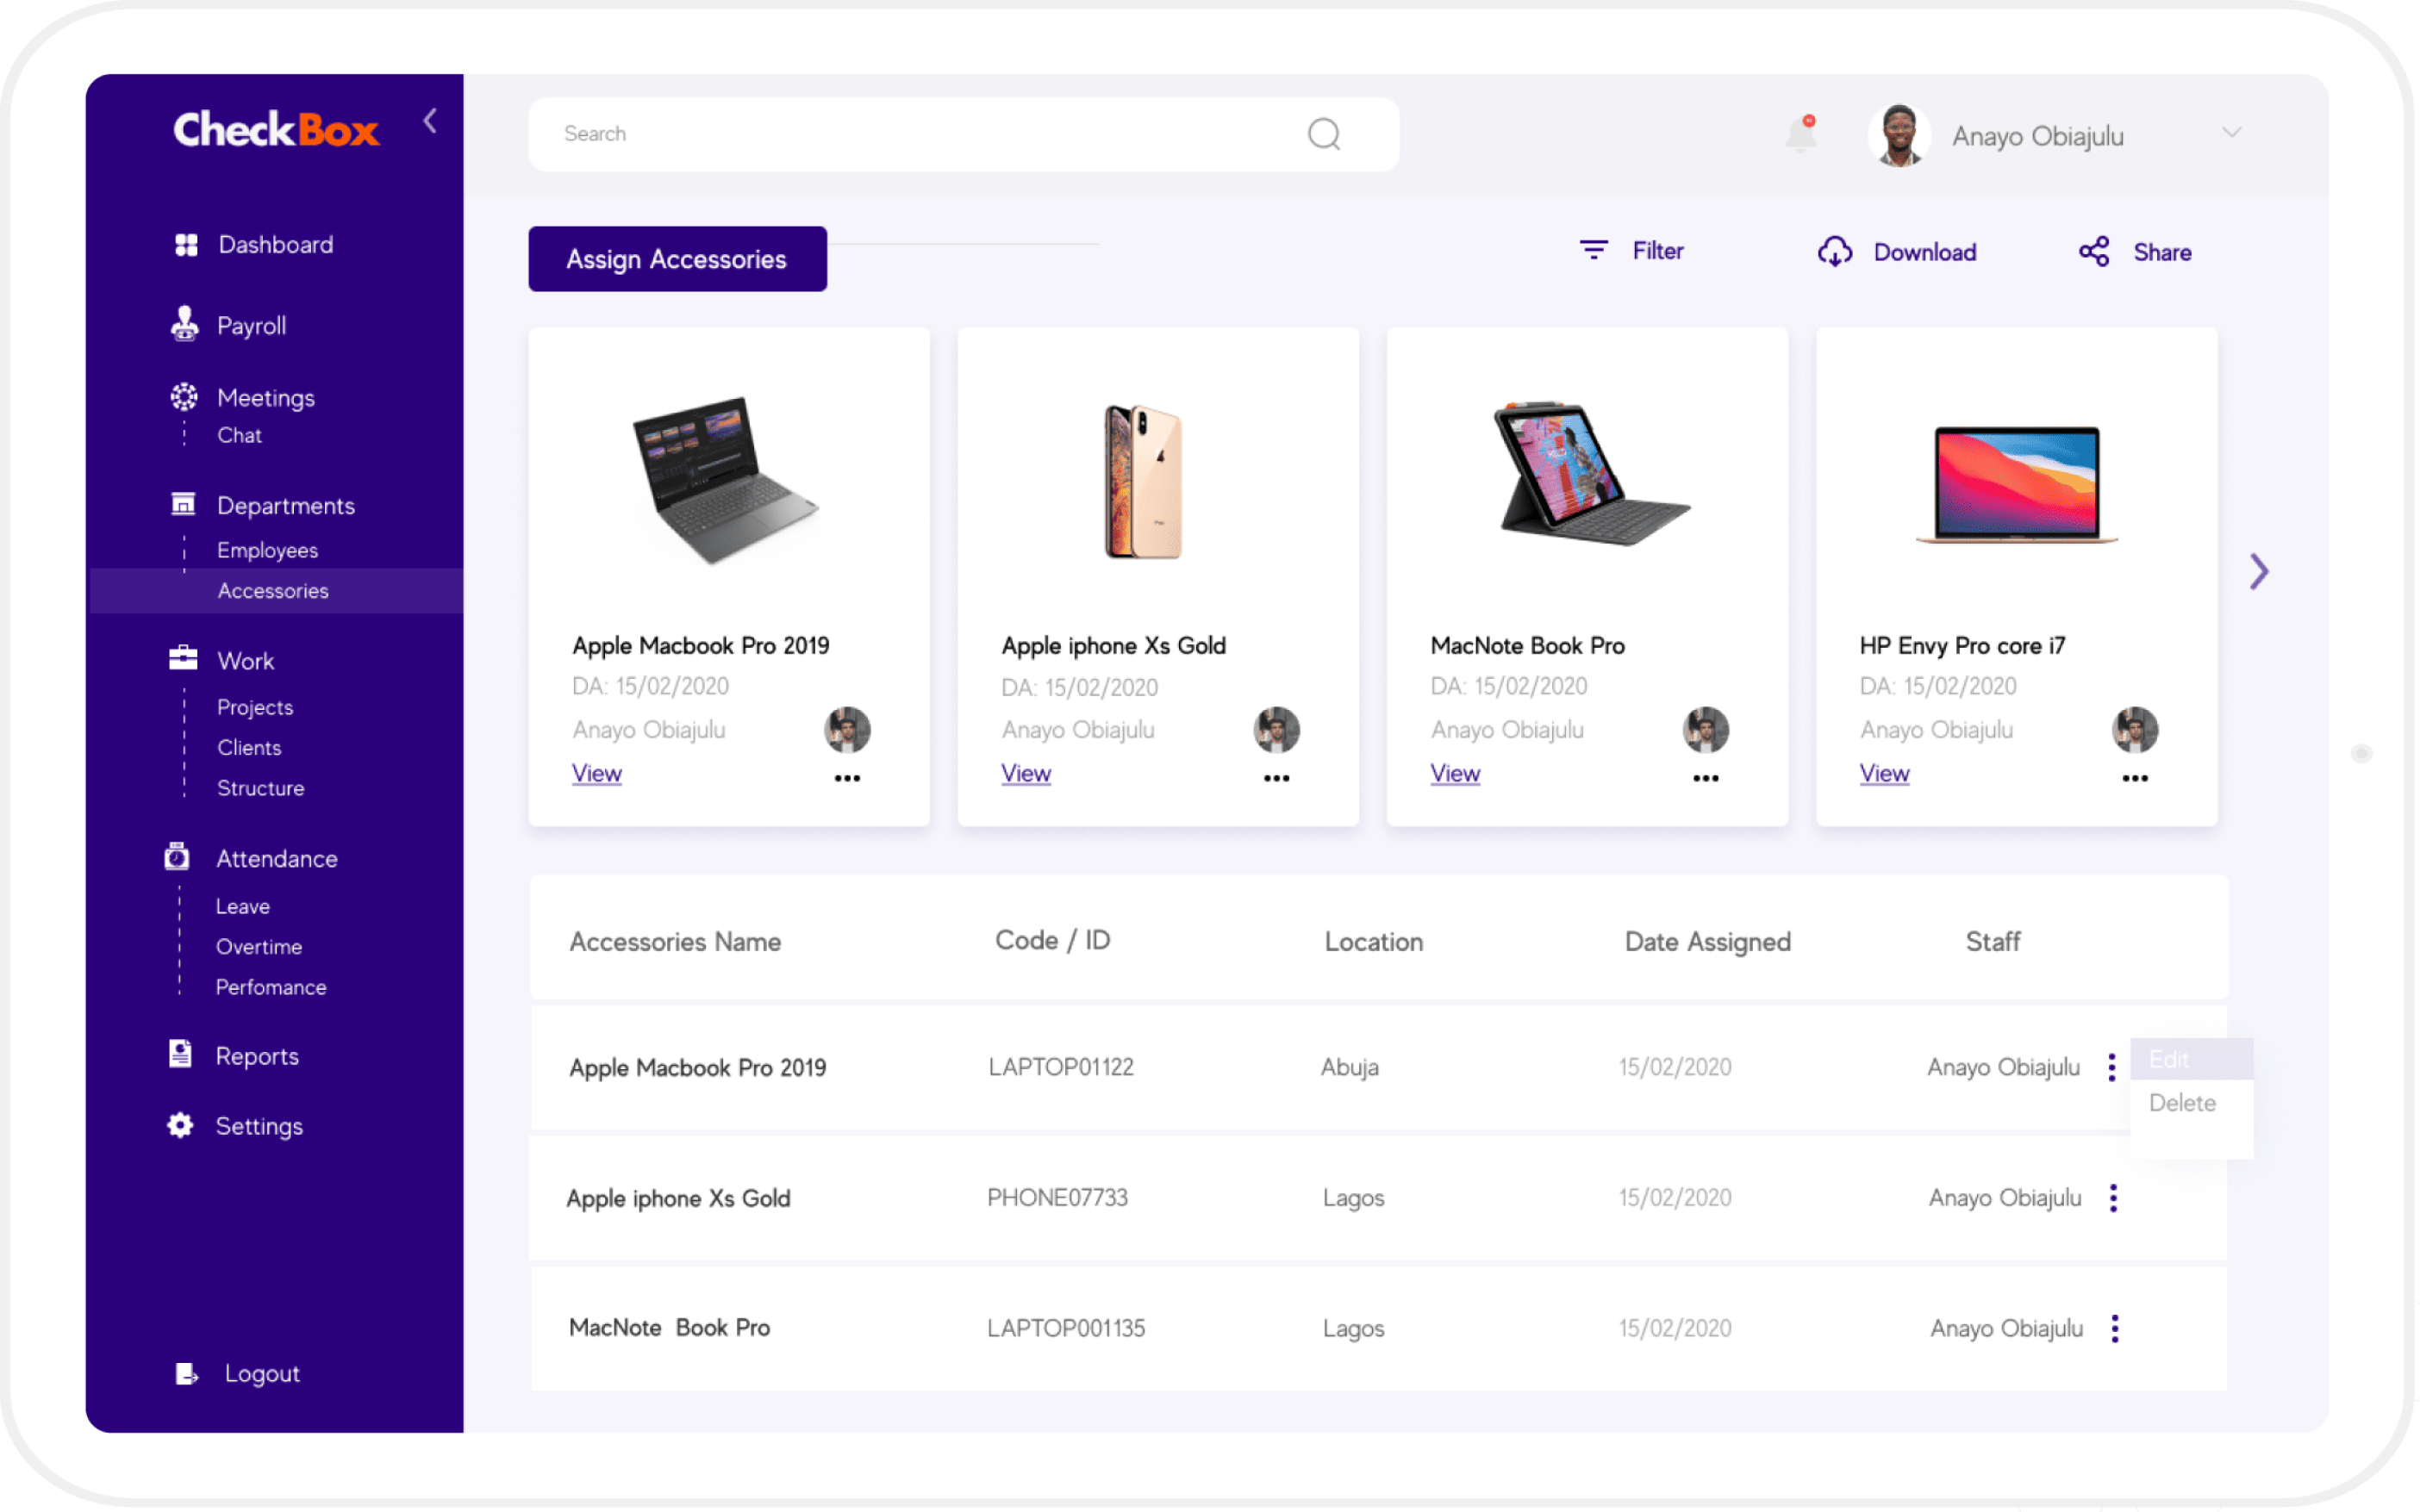 CheckBox
Search
Anayo Obiajulu
Dashboard
Payroll
Meetings
Chat
Departments
Employees
Accessories
Work
Projects
Clients
Structure
Attendance
Leave
Overtime
Perfomance
Reports
Settings
Logout
Assign Accessories
Filter
Download
Share
Apple Macbook Pro 2019
DA: 15/02/2020
Anayo Obiajulu
View
Apple iphone Xs Gold
DA: 15/02/2020
Anayo Obiajulu
View
MacNote Book Pro
DA: 15/02/2020
Anayo Obiajulu
View
HP Envy Pro core i7
DA: 15/02/2020
Anayo Obiajulu
View
Accessories Name Code / ID Location Date Assigned Staff
Apple Macbook Pro 2019 LAPTOP01122 Abuja 15/02/2020 Anayo Obiajulu
Edit
Delete
Apple iphone Xs Gold PHONE07733 Lagos 15/02/2020 Anayo Obiajulu
MacNote Book Pro LAPTOP001135 Lagos 15/02/2020 Anayo Obiajulu